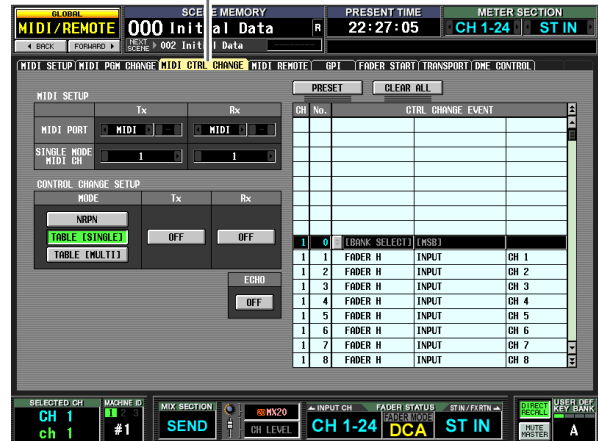 GLOBAL SCENE MEMORY PRESENT TIME METER SECTION
MIDI/REMOTE 000 Initial Data R 22:27:05 CH 1-24 ST IN
BACK FORWARD NEXT SCENE 002 Initial Data
MIDI SETUP MIDI PGM CHANGE MIDI CTRL CHANGE MIDI REMOTE GPI FADER START TRANSPORT DME CONTROL
PRESET CLEAR ALL
MIDI SETUP
Tx Rx
MIDI PORT MIDI - MIDI -
SINGLE MODE MIDI CH 1 1
CONTROL CHANGE SETUP
MODE Tx Rx
NRPN
TABLE [SINGLE] OFF OFF
TABLE [MULTI]
ECHO
OFF
CH No. CTRL CHANGE EVENT
1 0 [BANK SELECT] [MSB]
1 1 FADER H INPUT CH 1
1 2 FADER H INPUT CH 2
1 3 FADER H INPUT CH 3
1 4 FADER H INPUT CH 4
1 5 FADER H INPUT CH 5
1 6 FADER H INPUT CH 6
1 7 FADER H INPUT CH 7
1 8 FADER H INPUT CH 8
SELECTED CH MACHINE ID MIX SECTION INPUT CH FADER STATUS ST IN/FXRTN DIRECT RECALL USER DEF KEY BANK
CH 1 1 2 3 SEND MX20 CH 1-24 FADER MODE ST IN
ch 1 #1 CH LEVEL DCA MUTE MASTER A